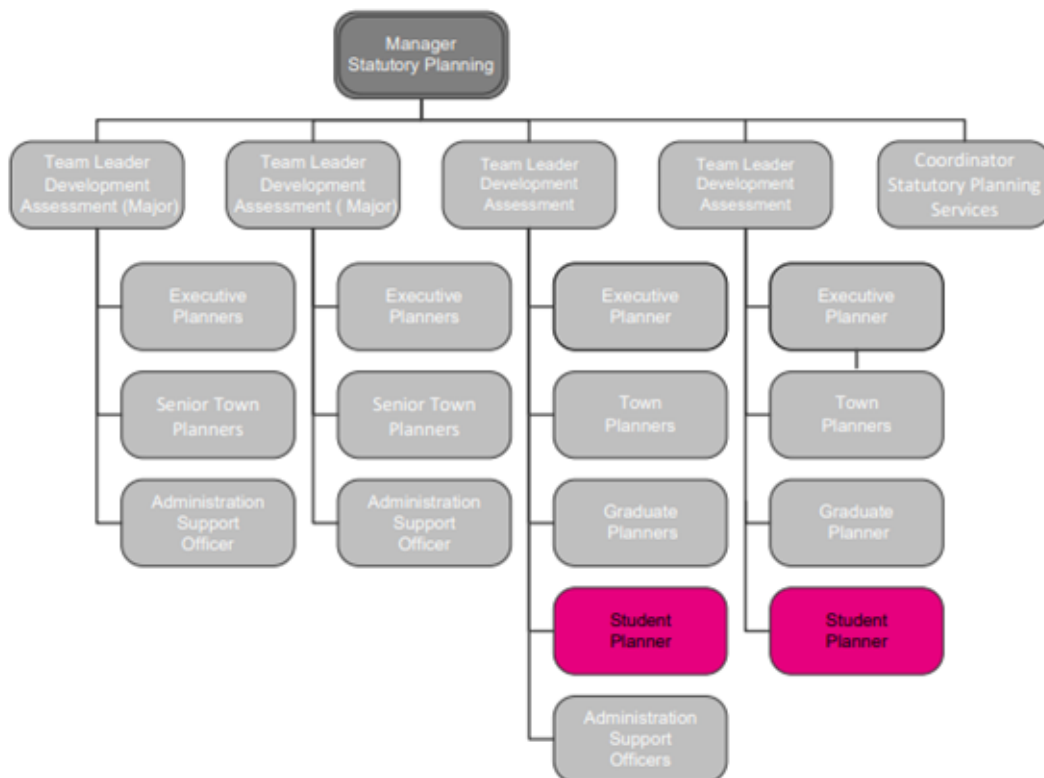 Manager
Statutory Planning
Team Leader
Development
Assessment (Major)
Team Leader
Development
Assessment ( Major)
Team Leader
Development
Assessment
Team Leader
Development
Assessment
Coordinator
Statutory Planning
Services
Executive
Planners
Executive
Planners
Executive
Planner
Executive
Planner
Senior Town
Planners
Senior Town
Planners
Town
Planners
Town
Planners
Administration
Support
Officer
Administration
Support
Officer
Graduate
Planners
Graduate
Planner
Student
Planner
Student
Planner
Administration
Support
Officers